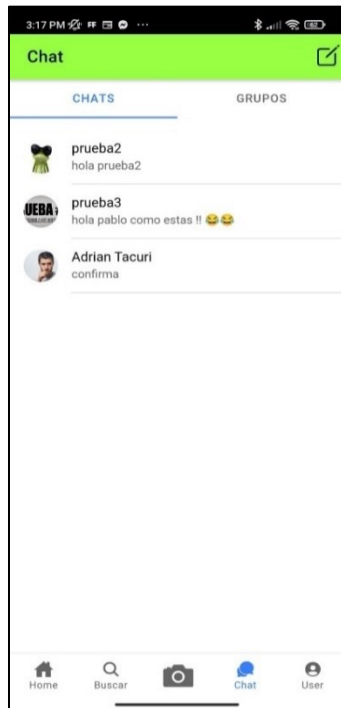 3:17 PM
62
Chat
CHATS GRUPOS
prueba2
hola prueba2
UEBA
prueba3
hola pablo como estas !! 😂😂
Adrian Tacuri
confirma
Home Buscar Chat User